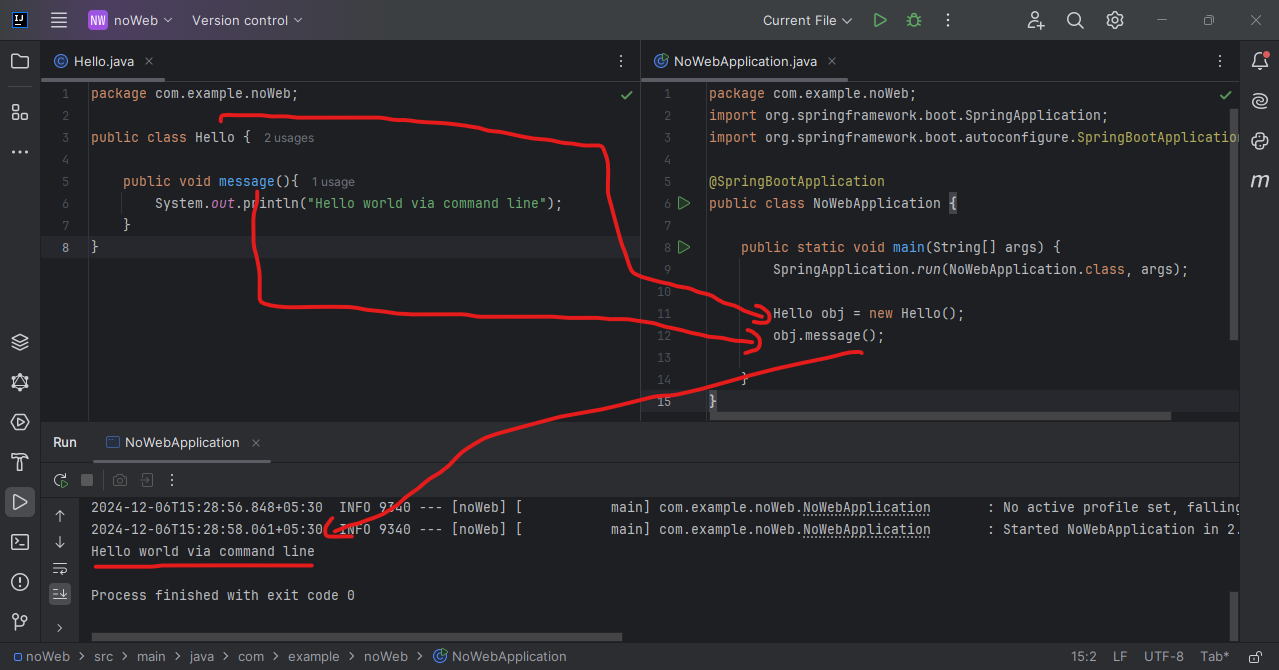 NW noWeb Version control Current File
Hello.java
1 package com.example.noWeb;
2
3 public class Hello { 2 usages
4
5 public void message(){ 1 usage
6 System.out.println("Hello world via command line");
7 }
8 }
NoWebApplication.java
1 package com.example.noWeb;
2 import org.springframework.boot.SpringApplication;
3 import org.springframework.boot.autoconfigure.SpringBootApplication
4
5 @SpringBootApplication
6 public class NoWebApplication {
7
8 public static void main(String[] args) {
9 SpringApplication.run(NoWebApplication.class, args);
10
11 Hello obj = new Hello();
12 obj.message();
13
14 }
15 }
Run NoWebApplication
2024-12-06T15:28:56.848+05:30 INFO 9340 --- [noWeb] [ main] com.example.noWeb.NoWebApplication : No active profile set, falling
2024-12-06T15:28:58.061+05:30 INFO 9340 --- [noWeb] [ main] com.example.noWeb.NoWebApplication : Started NoWebApplication in 2.
Hello world via command line
Process finished with exit code 0
noWeb > src > main > java > com > example > noWeb > NoWebApplication 15:2 LF UTF-8 Tab*